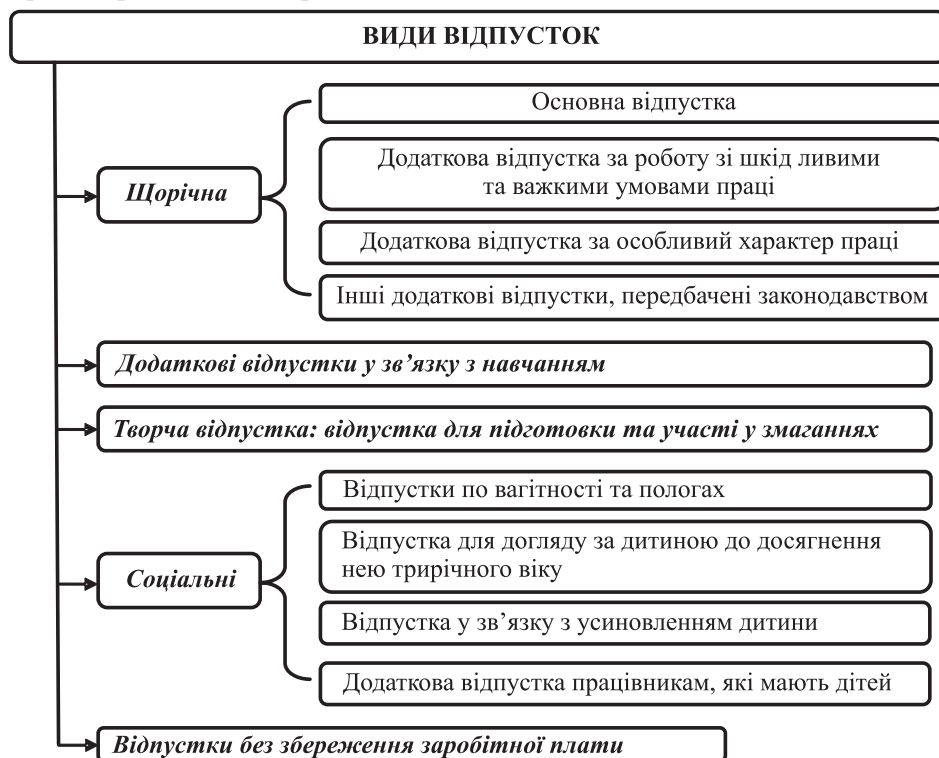 ВИДИ ВІДПУСТОК
Основна відпустка
Додаткова відпустка за роботу зі шкід ливими
та важкими умовами праці
Щорічна
Додаткова відпустка за особливий характер праці
Інші додаткові відпустки, передбачені законодавством
Додаткові відпустки у зв’язку з навчанням
Творча відпустка: відпустка для підготовки та участі у змаганнях
Відпустки по вагітності та пологах
Відпустка для догляду за дитиною до досягнення
нею трирічного віку
Соціальні
Відпустка у зв’язку з усиновленням дитини
Додаткова відпустка працівникам, які мають дітей
Відпустки без збереження заробітної плати